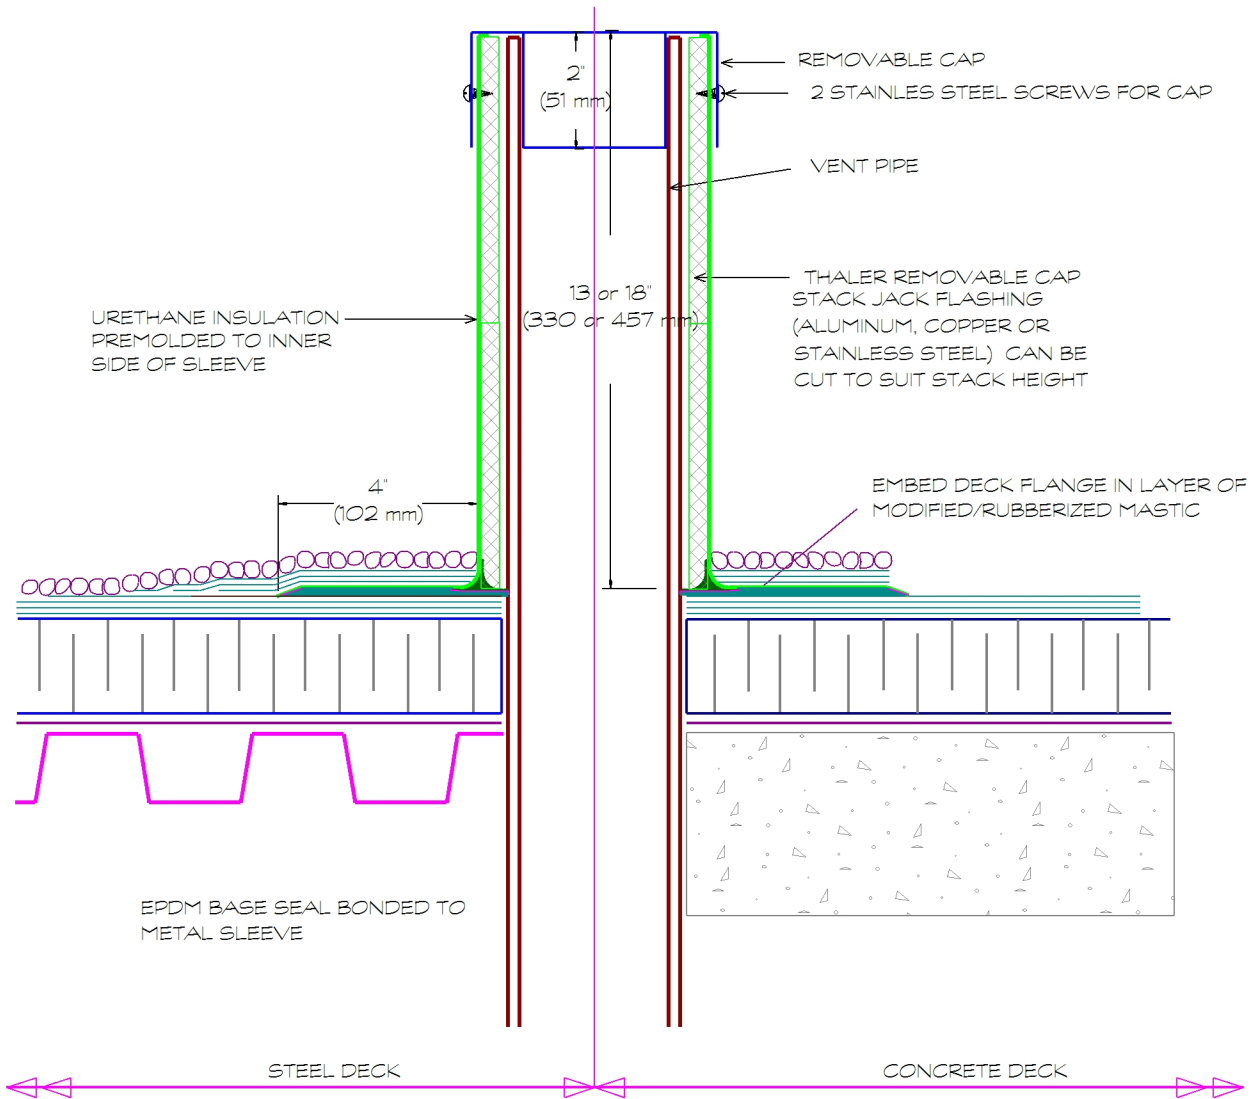 REMOVABLE CAP
2"
(51 mm)
2 STAINLES STEEL SCREWS FOR CAP
VENT PIPE
THALER REMOVABLE CAP
STACK JACK FLASHING
(ALUMINUM, COPPER OR
STAINLESS STEEL) CAN BE
CUT TO SUIT STACK HEIGHT
13 or 18"
(330 or 457 mm)
URETHANE INSULATION
PREMOLDED TO INNER
SIDE OF SLEEVE
4"
(102 mm)
EMBED DECK FLANGE IN LAYER OF
MODIFIED/RUBBERIZED MASTIC
EPDM BASE SEAL BONDED TO
METAL SLEEVE
STEEL DECK
CONCRETE DECK